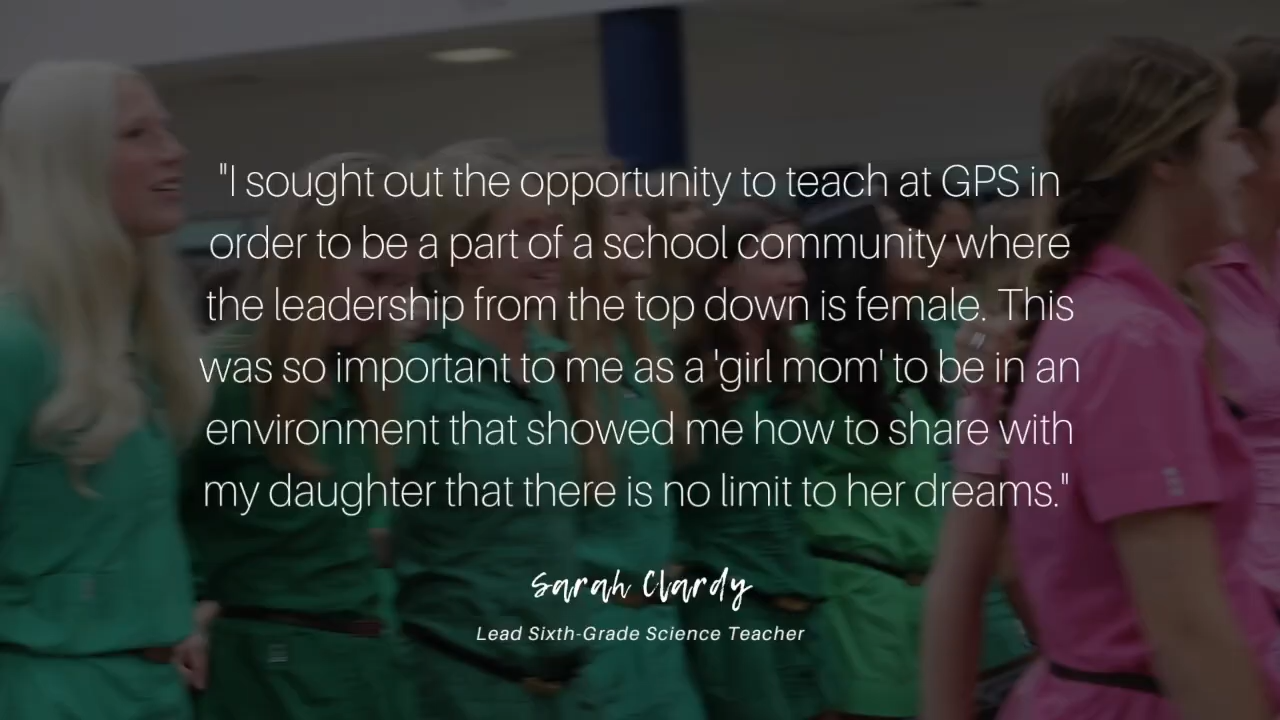 "I sought out the opportunity to teach at GPS in
order to be a part of a school community where
the leadership from the top down is female. This
was so important to me as a 'girl mom' to be in an
environment that showed me how to share with
my daughter that there is no limit to her dreams."
Sarah Clardy
Lead Sixth-Grade Science Teacher